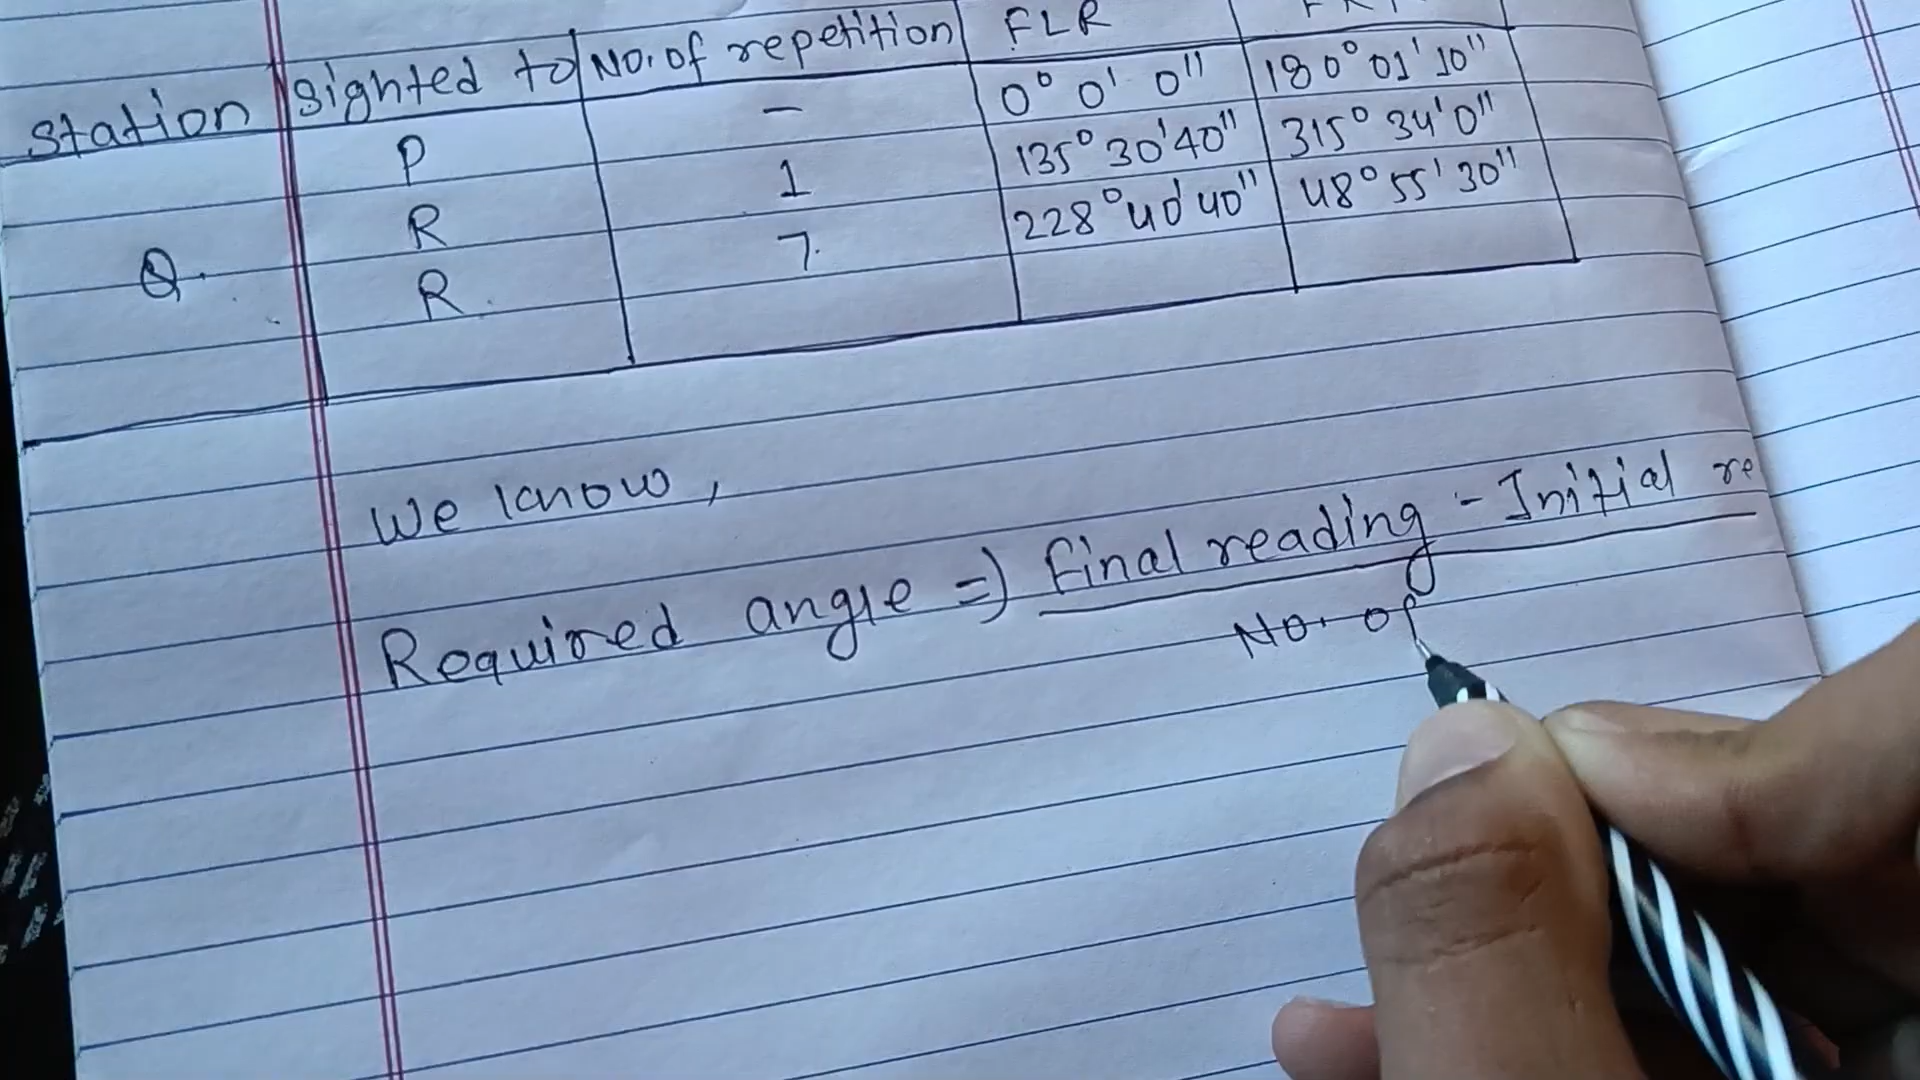 Station sighted to No. of repetition FLR
P - 0° 0' 0" 180° 01' 10"
R 1 135° 30' 40" 315° 34' 0"
Q. R 7. 228° 40' 40" 48° 55' 30"
We know,
Required angle => final reading - Initial re
No. of